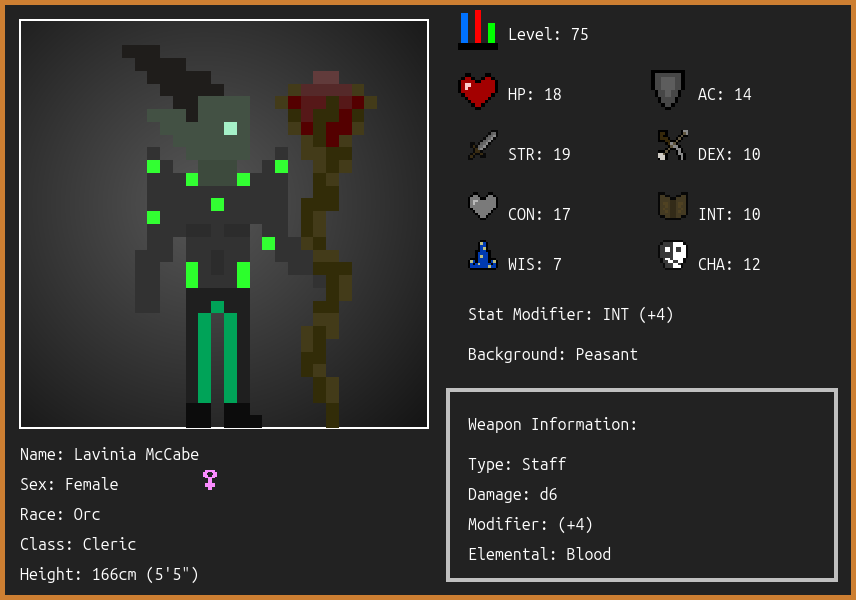 Level: 75
HP: 18
AC: 14
STR: 19
DEX: 10
CON: 17
INT: 10
WIS: 7
CHA: 12
Stat Modifier: INT (+4)
Background: Peasant
Weapon Information:
Type: Staff
Damage: d6
Modifier: (+4)
Elemental: Blood
Name: Lavinia McCabe
Sex: Female
Race: Orc
Class: Cleric
Height: 166cm (5'5")